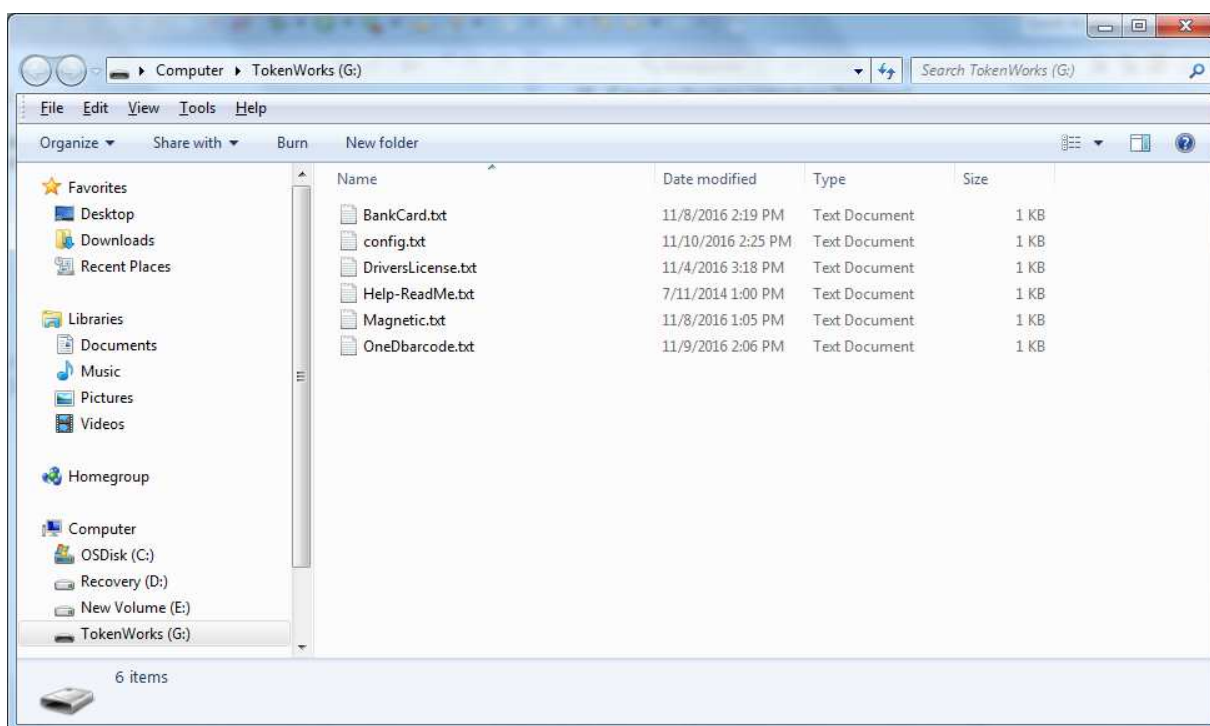 Computer TokenWorks (G:) Search TokenWorks (G:)
File Edit View Tools Help
Organize Share with Burn New folder
Name Date modified Type Size
Favorites
Desktop
Downloads
Recent Places
Libraries
Documents
Music
Pictures
Videos
Homegroup
Computer
OSDisk (C:)
Recovery (D:)
New Volume (E:)
TokenWorks (G:)
BankCard.txt 11/8/2016 2:19 PM Text Document 1 KB
config.txt 11/10/2016 2:25 PM Text Document 1 KB
DriversLicense.txt 11/4/2016 3:18 PM Text Document 1 KB
Help-ReadMe.txt 7/11/2014 1:00 PM Text Document 1 KB
Magnetic.txt 11/8/2016 1:05 PM Text Document 1 KB
OneDbarcode.txt 11/9/2016 2:06 PM Text Document 1 KB
6 items